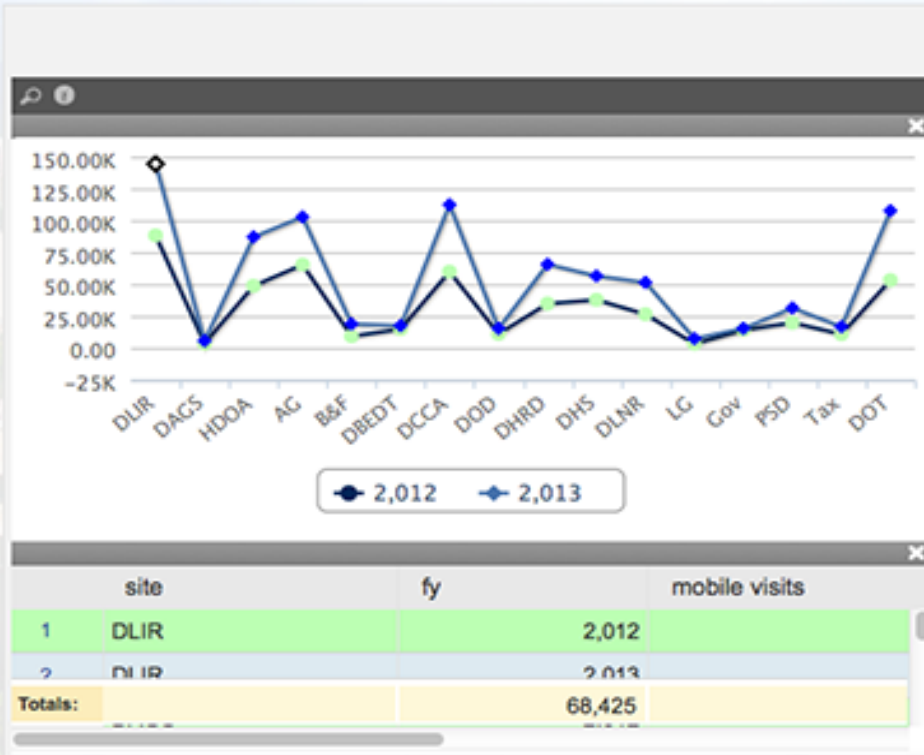 150.00K
125.00K
100.00K
75.00K
50.00K
25.00K
0.00
−25K
DLIR DAGS HDOA AG B&F DBEDT DCCA DOD DHRD DHS DLNR LG Gov PSD Tax DOT
2,012 2,013
site fy mobile visits
1 DLIR 2,012
2 DLIR 2,013
Totals: 68,425